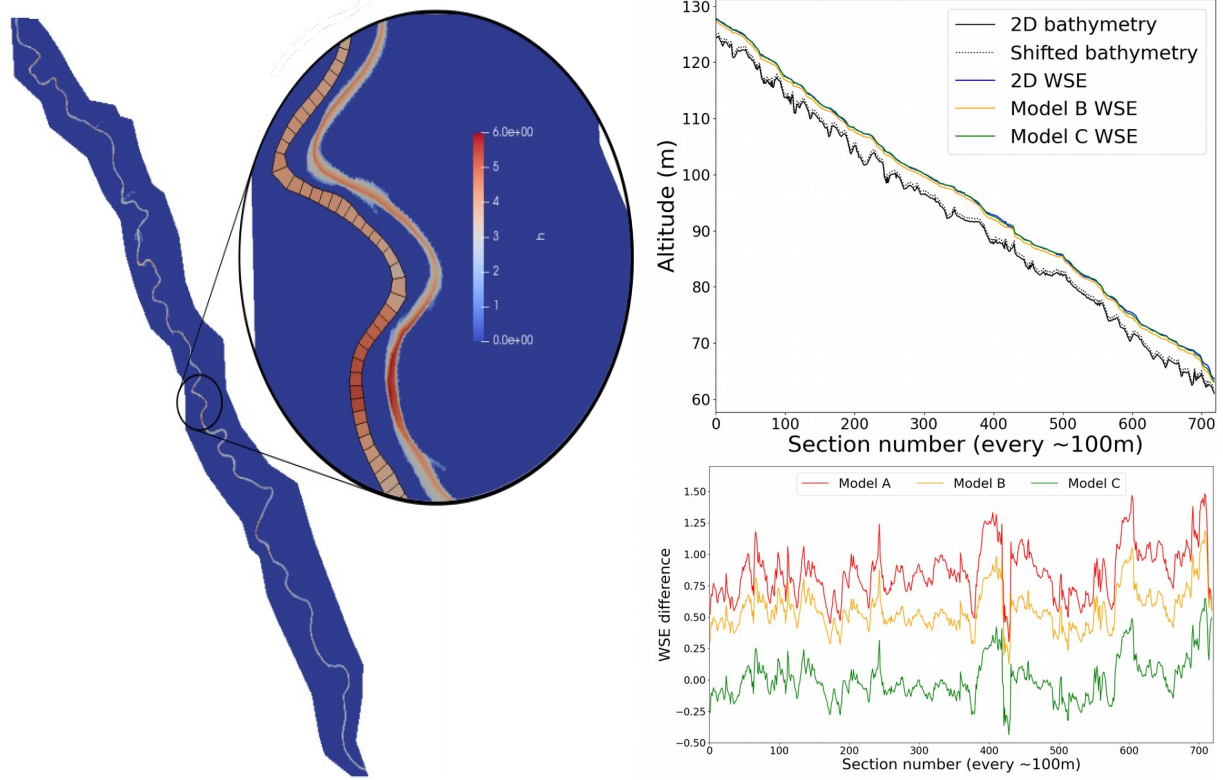 6.0e+00
5
4
3
2
1
0.0e+00
h
130
120
110
100
90
80
70
60
Altitude (m)
2D bathymetry
Shifted bathymetry
2D WSE
Model B WSE
Model C WSE
0 100 200 300 400 500 600 700
Section number (every ~100m)
Model A Model B Model C
1.50
1.25
1.00
0.75
0.50
0.25
0.00
−0.25
−0.50
WSE difference
0 100 200 300 400 500 600 700
Section number (every ~100m)